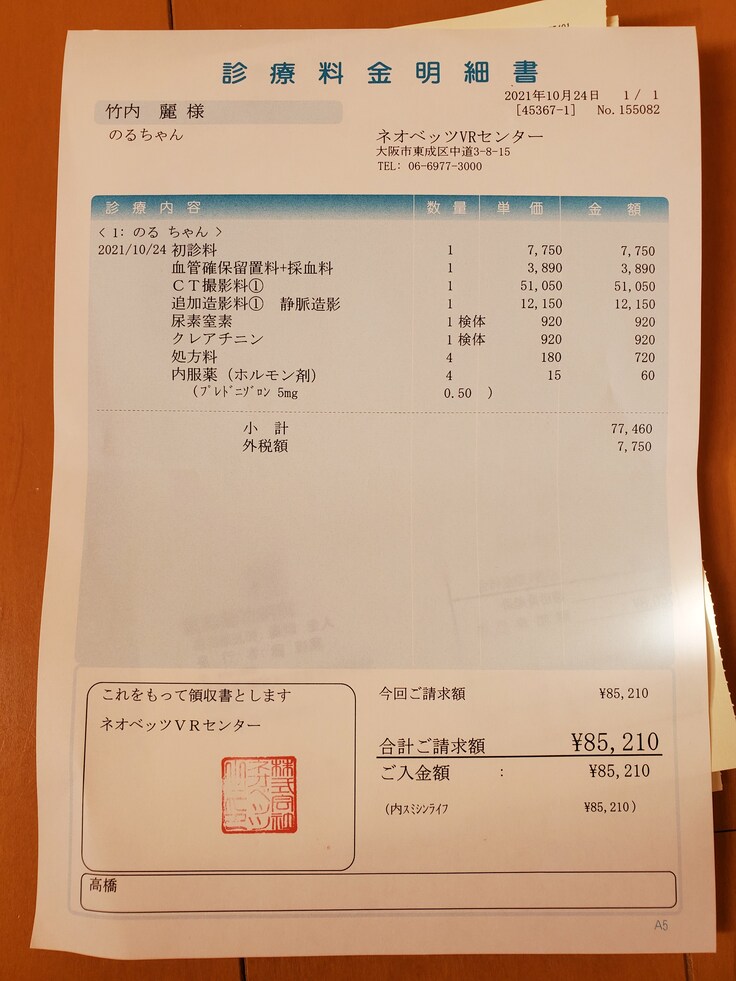 診療料金明細書
2021年10月24日 1/ 1
竹内 麗 様
[45367-1] No.155082
のるちゃん
ネオベッツVRセンター
大阪市東成区中道3-8-15
TEL: 06-6977-3000
診療内容 数量 単価 金額
< 1: のる ちゃん >
2021/10/24 初診料 1 7,750 7,750
血管確保留置料+採血料 1 3,890 3,890
CT撮影料① 1 51,050 51,050
追加造影料① 静脈造影 1 12,150 12,150
尿素窒素 1 検体 920 920
クレアチニン 1 検体 920 920
処方料 4 180 720
内服薬 (ホルモン剤) 4 15 60
(プレドニゾロン 5mg 0.50 )
小 計 77,460
外税額 7,750
これをもって領収書とします
ネオベッツVRセンター
今回ご請求額 ¥85,210
合計ご請求額 ¥85,210
ご入金額 : ¥85,210
(内スミシンライフ ¥85,210)
株式会社
ネオベッツ
高橋
A5